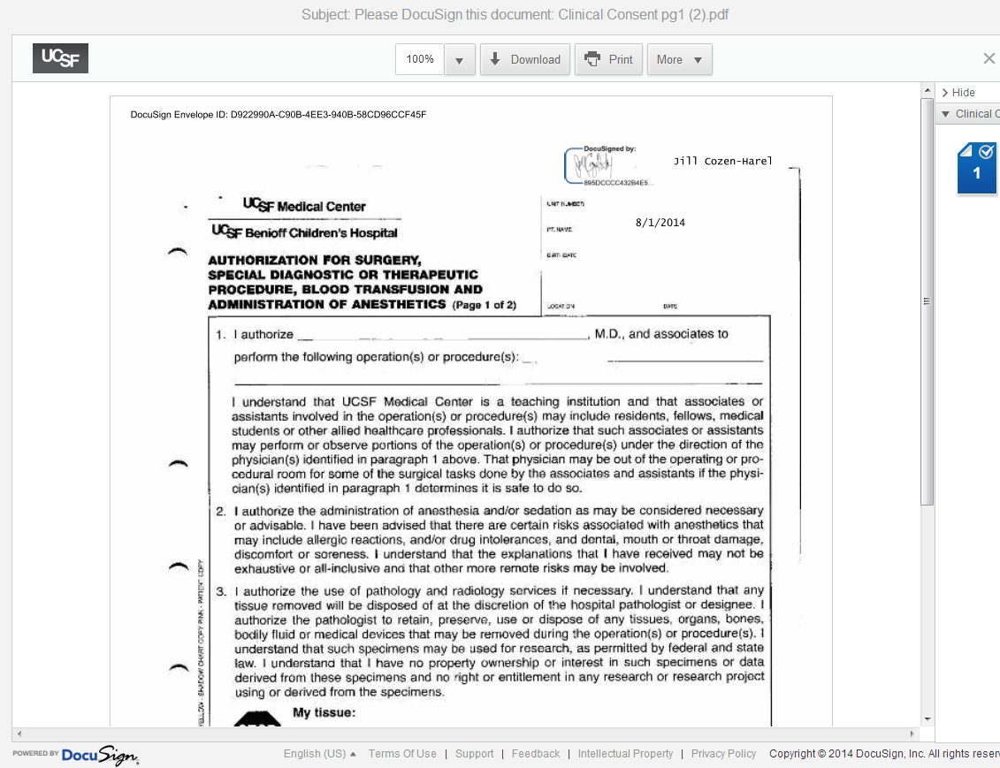 Subject: Please DocuSign this document: Clinical Consent pg1 (2).pdf
UCSF
100%
Download
Print
More
Hide
Clinical C
1
DocuSign Envelope ID: D922990A-C90B-4EE3-940B-58CD96CCF45F
DocuSigned by:
895DCCCC432B4E5...
Jill Cozen-Harel
UCSF Medical Center
UCSF Benioff Children's Hospital
UNIT NUMBER
8/1/2014
PT. NAME
BIRTH DATE
LOCATION DATE
AUTHORIZATION FOR SURGERY,
SPECIAL DIAGNOSTIC OR THERAPEUTIC
PROCEDURE, BLOOD TRANSFUSION AND
ADMINISTRATION OF ANESTHETICS (Page 1 of 2)
1. I authorize , M.D., and associates to
perform the following operation(s) or procedure(s):
I understand that UCSF Medical Center is a teaching institution and that associates or
assistants involved in the operation(s) or procedure(s) may include residents, fellows, medical
students or other allied healthcare professionals. I authorize that such associates or assistants
may perform or observe portions of the operation(s) or procedure(s) under the direction of the
physician(s) identified in paragraph 1 above. That physician may be out of the operating or pro-
cedural room for some of the surgical tasks done by the associates and assistants if the physi-
cian(s) identified in paragraph 1 determines it is safe to do so.
2. I authorize the administration of anesthesia and/or sedation as may be considered necessary
or advisable. I have been advised that there are certain risks associated with anesthetics that
may include allergic reactions, and/or drug intolerances, and dental, mouth or throat damage,
discomfort or soreness. I understand that the explanations that I have received may not be
exhaustive or all-inclusive and that other more remote risks may be involved.
3. I authorize the use of pathology and radiology services if necessary. I understand that any
tissue removed will be disposed of at the discretion of the hospital pathologist or designee. I
authorize the pathologist to retain, preserve, use or dispose of any tissues, organs, bones,
bodily fluid or medical devices that may be removed during the operation(s) or procedure(s). I
understand that such specimens may be used for research, as permitted by federal and state
law. I understand that I have no property ownership or interest in such specimens or data
derived from these specimens and no right or entitlement in any research or research project
using or derived from the specimens.
My tissue:
YELLOW - SHADOW CHART COPY PINK - PATIENT COPY
POWERED BY DocuSign
English (US) Terms Of Use | Support | Feedback | Intellectual Property | Privacy Policy Copyright © 2014 DocuSign, Inc. All rights reser